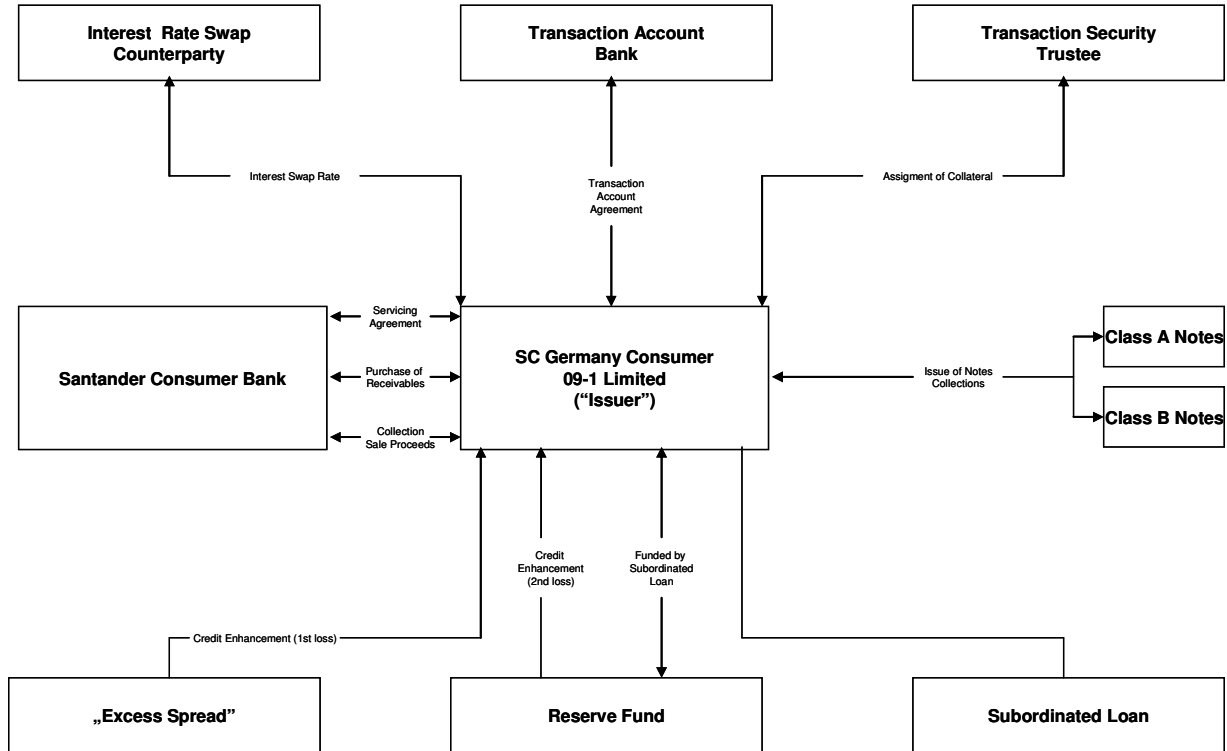 Interest Rate Swap
Counterparty
Transaction Account
Bank
Transaction Security
Trustee
Interest Swap Rate
Transaction
Account
Agreement
Assigment of Collateral
Santander Consumer Bank
Servicing
Agreement
Purchase of
Receivables
Collection
Sale Proceeds
SC Germany Consumer
09-1 Limited
(“Issuer”)
Issue of Notes
Collections
Class A Notes
Class B Notes
Credit
Enhancement
(2nd loss)
Funded by
Subordinated
Loan
Credit Enhancement (1st loss)
„Excess Spread”
Reserve Fund
Subordinated Loan